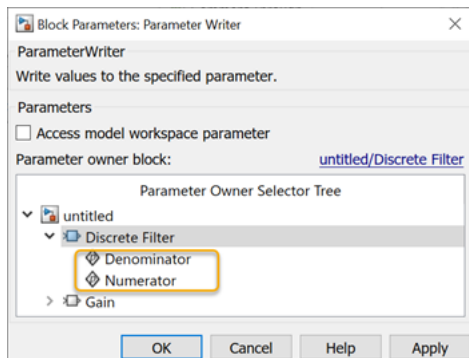 Block Parameters: Parameter Writer
ParameterWriter
Write values to the specified parameter.
Parameters
Access model workspace parameter
Parameter owner block: untitled/Discrete Filter
Parameter Owner Selector Tree
untitled
Discrete Filter
Denominator
Numerator
Gain
OK Cancel Help Apply